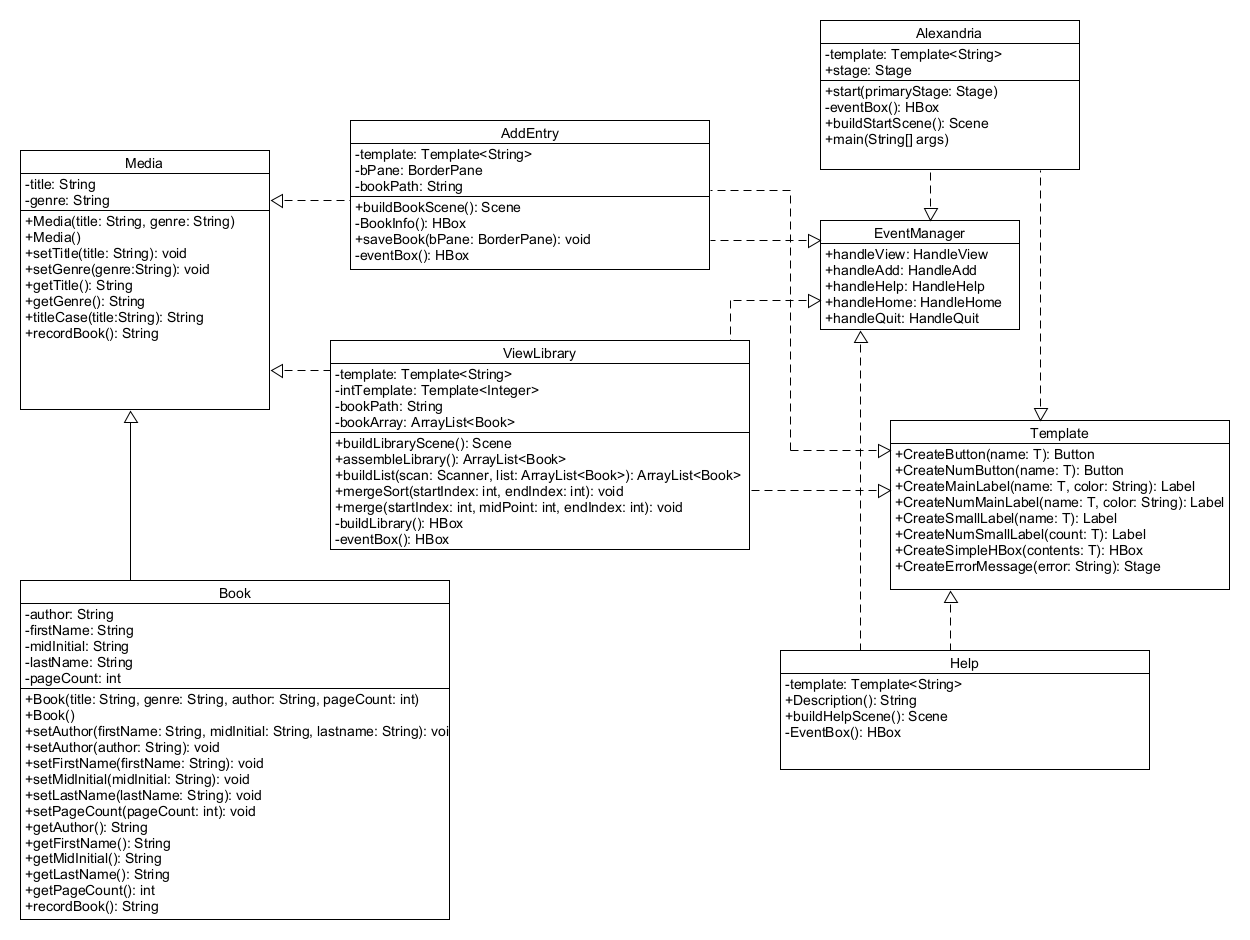 Alexandria
-template: Template<String>
+stage: Stage
+start(primaryStage: Stage)
-eventBox(): HBox
+buildStartScene(): Scene
+main(String[] args)
AddEntry
-template: Template<String>
-bPane: BorderPane
-bookPath: String
+buildBookScene(): Scene
-BookInfo(): HBox
+saveBook(bPane: BorderPane): void
-eventBox(): HBox
Media
-title: String
-genre: String
+Media(title: String, genre: String)
+Media()
+setTitle(title: String): void
+setGenre(genre:String): void
+getTitle(): String
+getGenre(): String
+titleCase(title:String): String
+recordBook(): String
EventManager
+handleView: HandleView
+handleAdd: HandleAdd
+handleHelp: HandleHelp
+handleHome: HandleHome
+handleQuit: HandleQuit
ViewLibrary
-template: Template<String>
-intTemplate: Template<Integer>
-bookPath: String
-bookArray: ArrayList<Book>
+buildLibraryScene(): Scene
+assembleLibrary(): ArrayList<Book>
+buildList(scan: Scanner, list: ArrayList<Book>): ArrayList<Book>
+mergeSort(startIndex: int, endIndex: int): void
+merge(startIndex: int, midPoint: int, endIndex: int): void
-buildLibrary(): HBox
-eventBox(): HBox
Template
+CreateButton(name: T): Button
+CreateNumButton(name: T): Button
+CreateMainLabel(name: T, color: String): Label
+CreateNumMainLabel(name: T, color: String): Label
+CreateSmallLabel(name: T): Label
+CreateNumSmallLabel(count: T): Label
+CreateSimpleHBox(contents: T): HBox
+CreateErrorMessage(error: String): Stage
Book
-author: String
-firstName: String
-midInitial: String
-lastName: String
-pageCount: int
+Book(title: String, genre: String, author: String, pageCount: int)
+Book()
+setAuthor(firstName: String, midInitial: String, lastname: String): voi
+setAuthor(author: String): void
+setFirstName(firstName: String): void
+setMidInitial(midInitial: String): void
+setLastName(lastName: String): void
+setPageCount(pageCount: int): void
+getAuthor(): String
+getFirstName(): String
+getMidInitial(): String
+getLastName(): String
+getPageCount(): int
+recordBook(): String
Help
-template: Template<String>
+Description(): String
+buildHelpScene(): Scene
-EventBox(): HBox